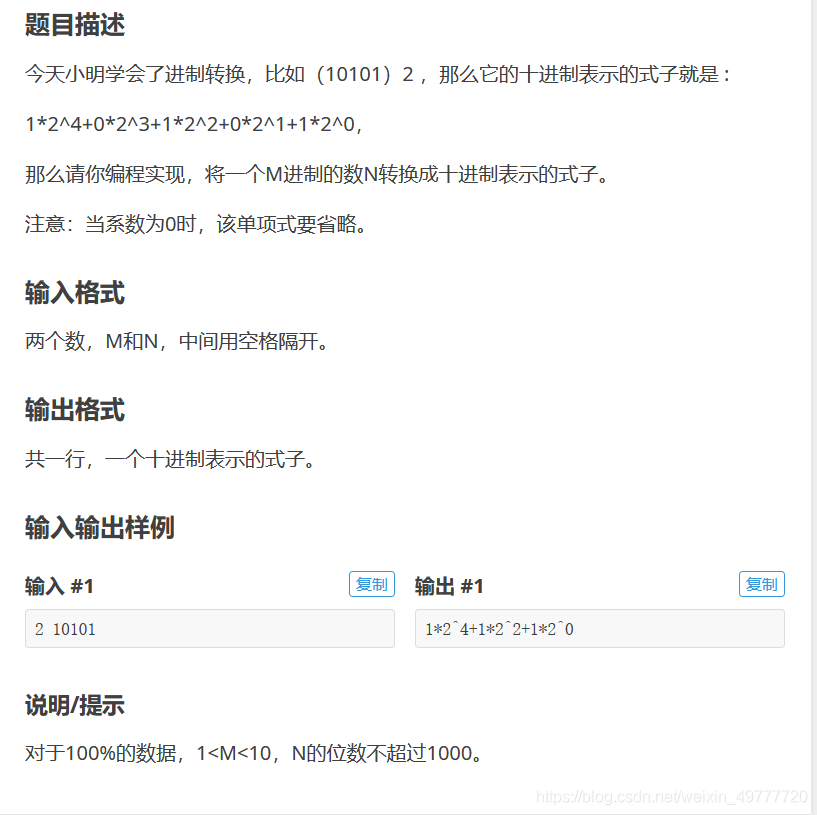 题目描述
今天小明学会了进制转换，比如（10101）2 ，那么它的十进制表示的式子就是 :
1*2^4+0*2^3+1*2^2+0*2^1+1*2^0，
那么请你编程实现，将一个M进制的数N转换成十进制表示的式子。
注意：当系数为0时，该单项式要省略。
输入格式
两个数，M和N，中间用空格隔开。
输出格式
共一行，一个十进制表示的式子。
输入输出样例
输入 #1 复制 输出 #1 复制
2 10101 1*2^4+1*2^2+1*2^0
说明/提示
对于100%的数据，1<M<10，N的位数不超过1000。
https://blog.csdn.net/weixin_49777720